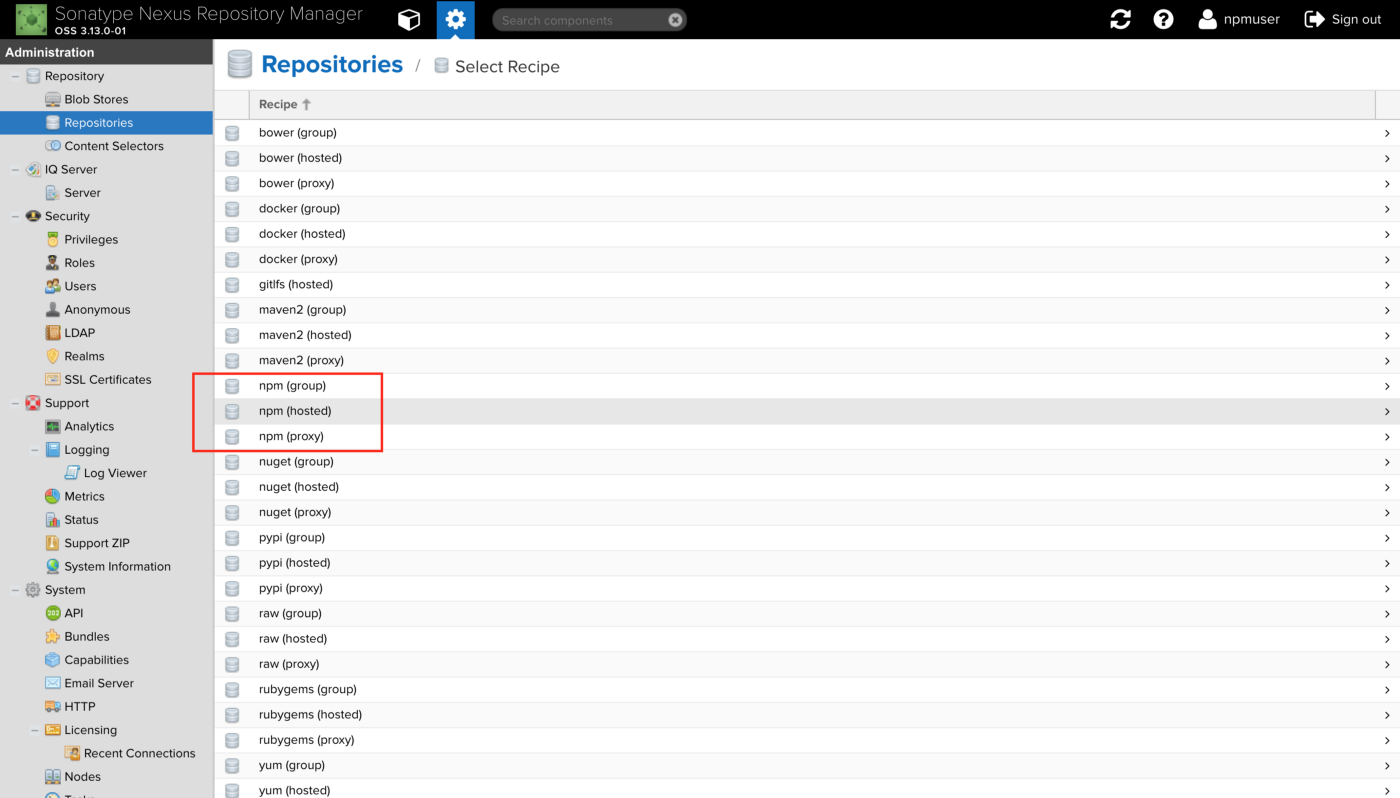 Sonatype Nexus Repository Manager
OSS 3.13.0-01
Search components
npmuser
Sign out
Administration
Repository
Blob Stores
Repositories
Content Selectors
IQ Server
Server
Security
Privileges
Roles
Users
Anonymous
LDAP
Realms
SSL Certificates
Support
Analytics
Logging
Log Viewer
Metrics
Status
Support ZIP
System Information
System
API
Bundles
Capabilities
Email Server
HTTP
Licensing
Recent Connections
Nodes
Repositories / Select Recipe
Recipe
bower (group)
bower (hosted)
bower (proxy)
docker (group)
docker (hosted)
docker (proxy)
gitlfs (hosted)
maven2 (group)
maven2 (hosted)
maven2 (proxy)
npm (group)
npm (hosted)
npm (proxy)
nuget (group)
nuget (hosted)
nuget (proxy)
pypi (group)
pypi (hosted)
pypi (proxy)
raw (group)
raw (hosted)
raw (proxy)
rubygems (group)
rubygems (hosted)
rubygems (proxy)
yum (group)
yum (hosted)